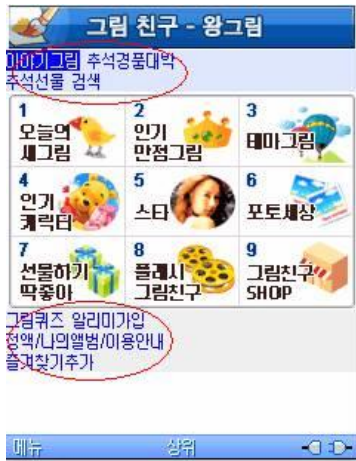 그림 친구 - 왕그림
이야기그림 추석경품대박
추석선물 검색
1 오늘의 새그림
2 인기 만점그림
3 테마그림
4 인기 캐릭터
5 스타
6 포토세상
7 선물하기 딱좋아
8 플래시 그림친구
9 그림친구 SHOP
그림퀴즈 알리미가입
정액/나의앨범/이용안내
즐겨찾기추가
메뉴 상위